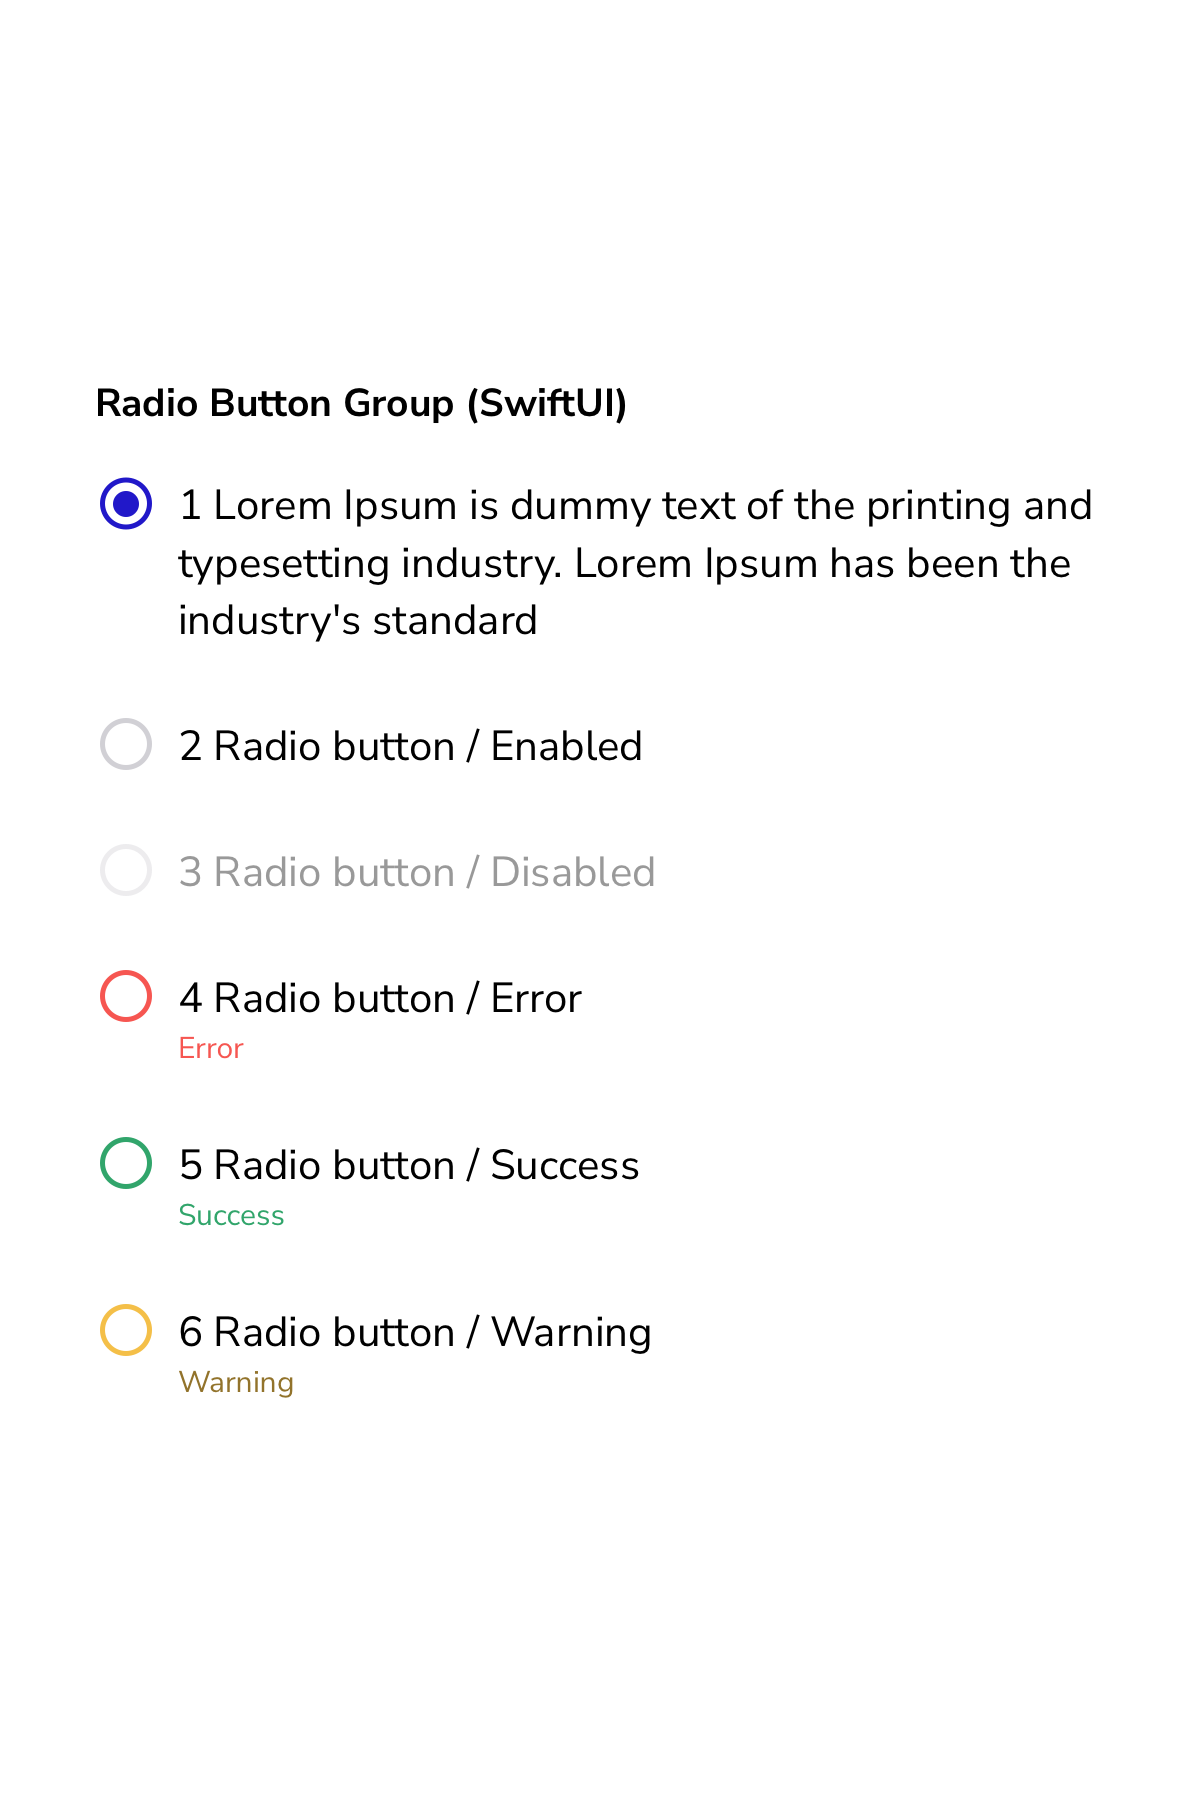 Radio Button Group (SwiftUI)
1 Lorem Ipsum is dummy text of the printing and
typesetting industry. Lorem Ipsum has been the
industry's standard
2 Radio button / Enabled
3 Radio button / Disabled
4 Radio button / Error
Error
5 Radio button / Success
Success
6 Radio button / Warning
Warning